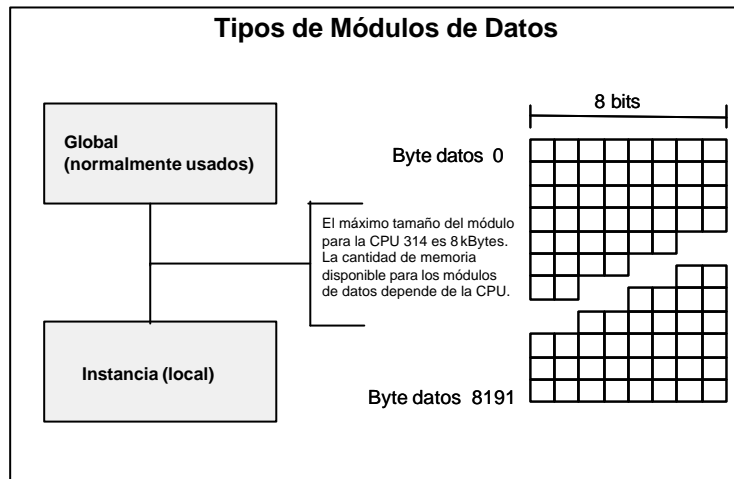 Tipos de Módulos de Datos
8 bits
Global
(normalmente usados)
Byte datos 0
El máximo tamaño del módulo
para la CPU 314 es 8 kBytes.
La cantidad de memoria
disponible para los módulos
de datos depende de la CPU.
Instancia (local)
Byte datos 8191